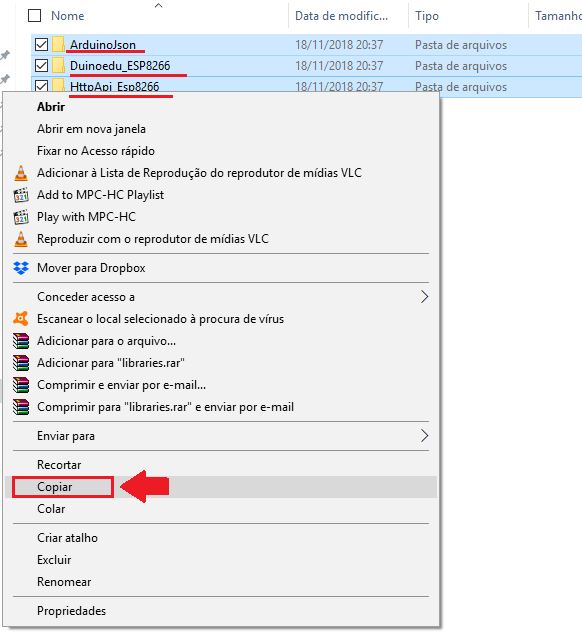 Nome Data de modific... Tipo Tamanho
ArduinoJson 18/11/2018 20:37 Pasta de arquivos
Duinoedu_ESP8266 18/11/2018 20:37 Pasta de arquivos
HttpApi_Esp8266 18/11/2018 20:37 Pasta de arquivos
Abrir
Abrir em nova janela
Fixar no Acesso rápido
Adicionar à Lista de Reprodução do reprodutor de mídias VLC
Add to MPC-HC Playlist
Play with MPC-HC
Reproduzir com o reprodutor de mídias VLC
Mover para Dropbox
Conceder acesso a
Escanear o local selecionado à procura de vírus
Adicionar para o arquivo...
Adicionar para "libraries.rar"
Comprimir e enviar por e-mail...
Comprimir para "libraries.rar" e enviar por e-mail
Enviar para
Recortar
Copiar
Colar
Criar atalho
Excluir
Renomear
Propriedades